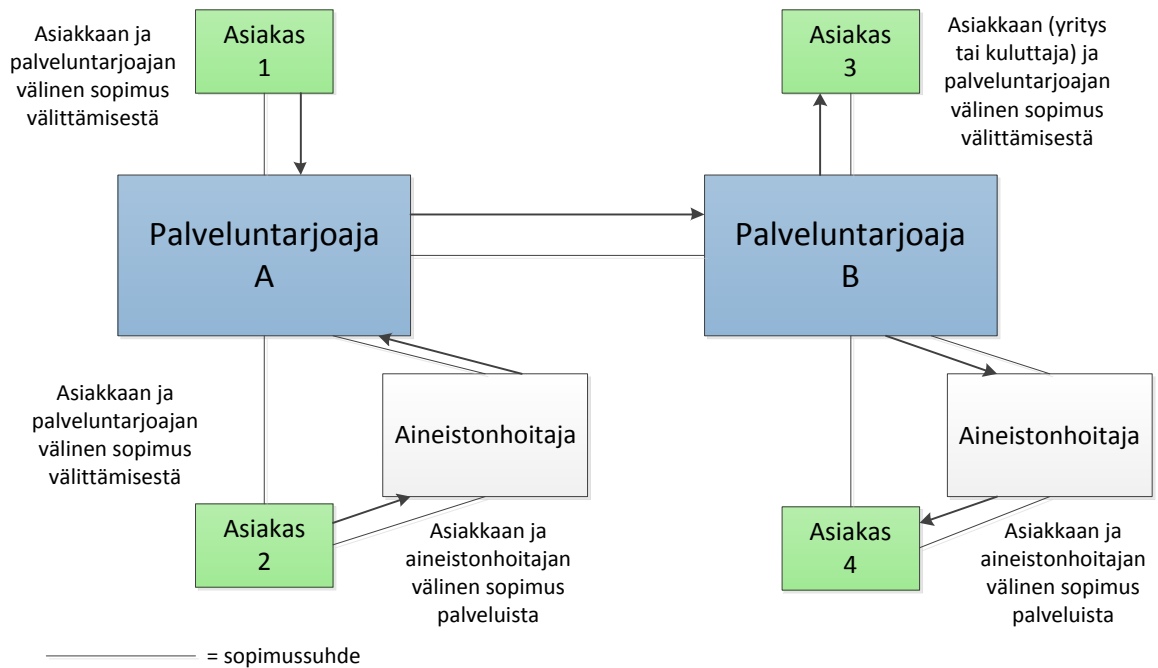 Asiakkaan ja
palveluntarjoajan
välinen sopimus
välittämisestä
Asiakas
1
Asiakas
3
Asiakkaan (yritys
tai kuluttaja) ja
palveluntarjoajan
välinen sopimus
välittämisestä
Palveluntarjoaja
A
Palveluntarjoaja
B
Asiakkaan ja
palveluntarjoajan
välinen sopimus
välittämisestä
Aineistonhoitaja
Aineistonhoitaja
Asiakas
2
Asiakkaan ja
aineistonhoitajan
välinen sopimus
palveluista
Asiakas
4
Asiakkaan ja
aineistonhoitajan
välinen sopimus
palveluista
= sopimussuhde